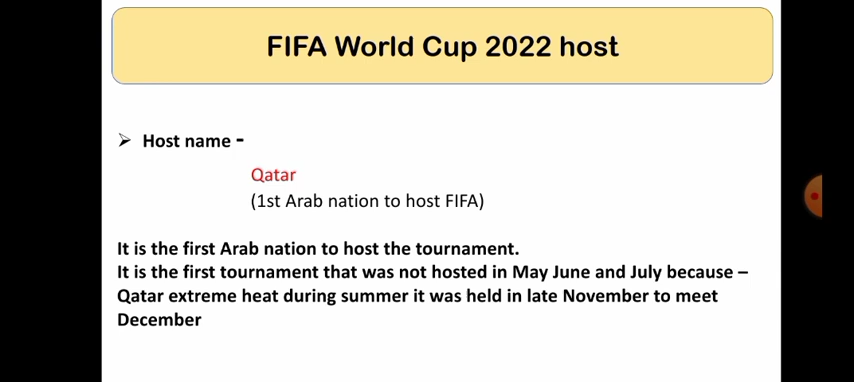 FIFA World Cup 2022 host
➢ Host name -
Qatar
(1st Arab nation to host FIFA)
It is the first Arab nation to host the tournament.
It is the first tournament that was not hosted in May June and July because –
Qatar extreme heat during summer it was held in late November to meet
December